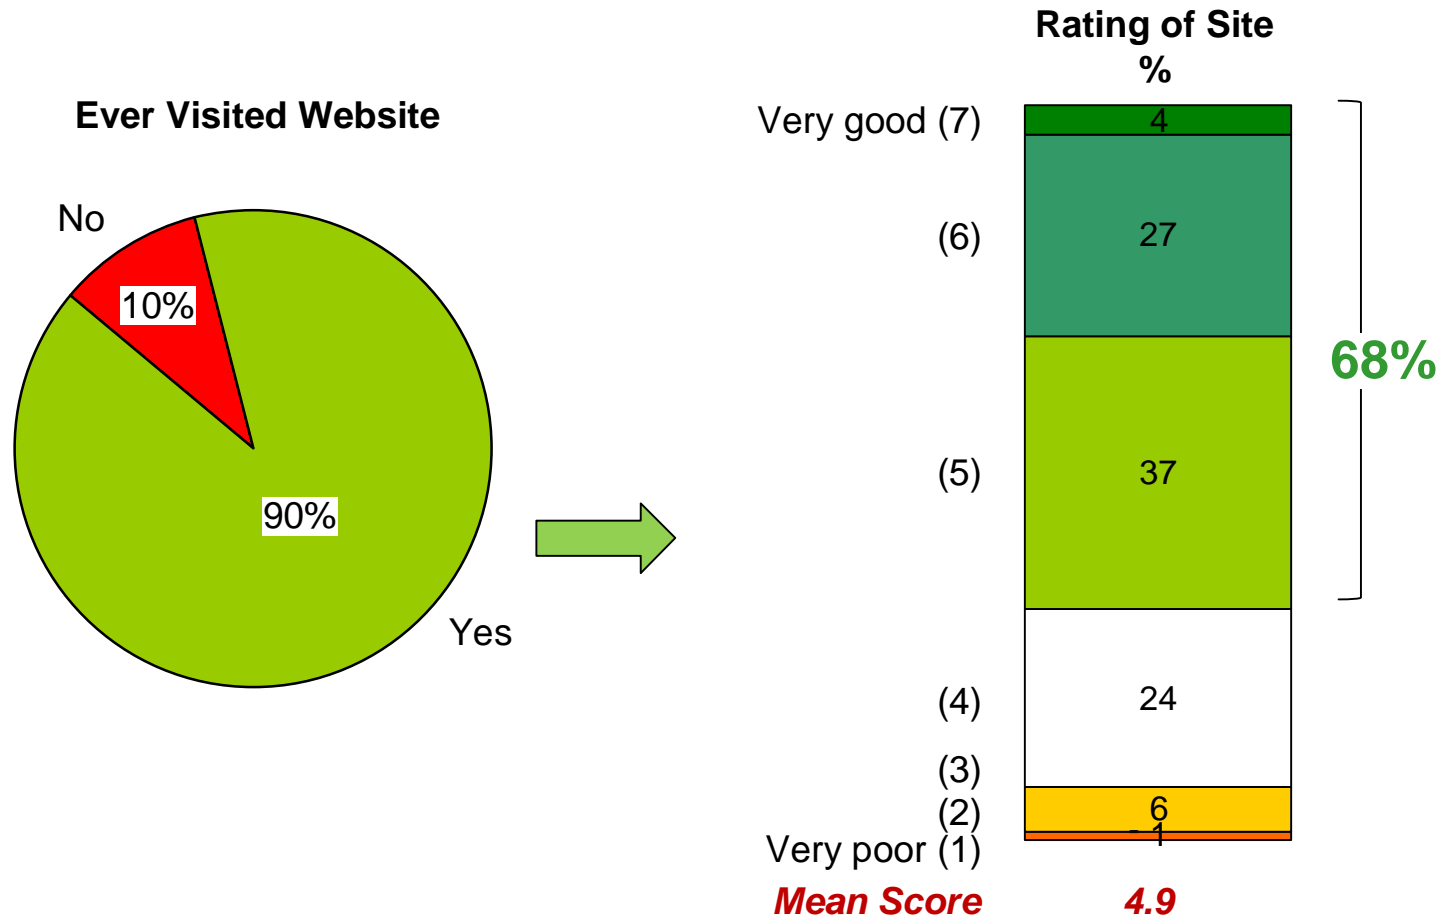 Rating of Site
%
Ever Visited Website
No
10%
90%
Yes
Very good (7)
4
(6)
27
68%
(5)
37
(4)
24
(3)
6
(2)
- 1
Very poor (1)
Mean Score 4.9